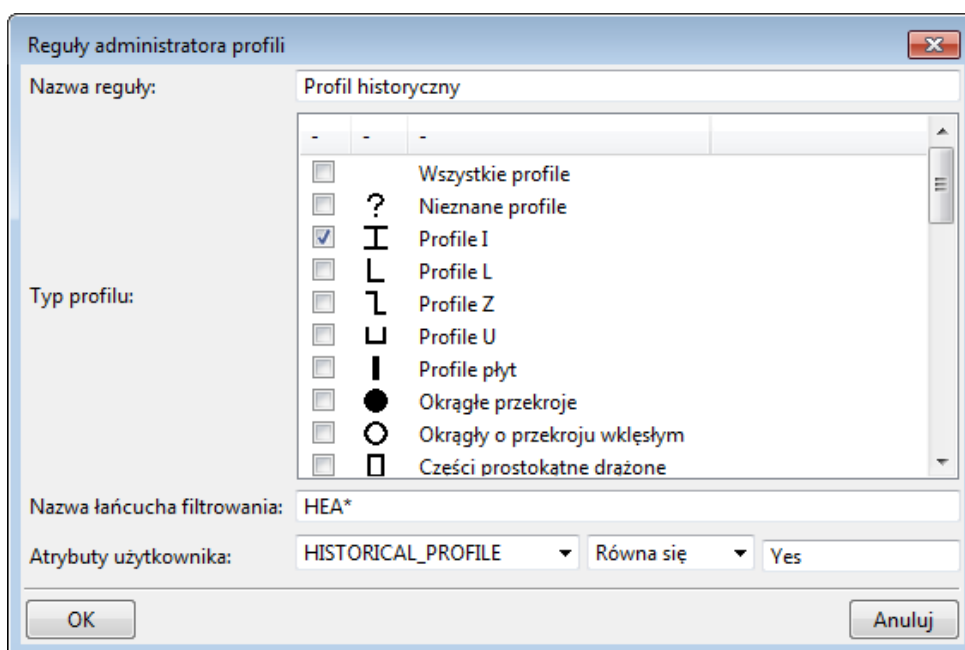 Reguły administratora profili
Nazwa reguły: Profil historyczny
- - -
Wszystkie profile
? Nieznane profile
Profile I
Profile L
Typ profilu: Profile Z
Profile U
Profile płyt
Okrągłe przekroje
Okrągły o przekroju wklęsłym
Części prostokatne drążone
Nazwa łańcucha filtrowania: HEA*
Atrybuty użytkownika: HISTORICAL_PROFILE Równa się Yes
OK Anuluj